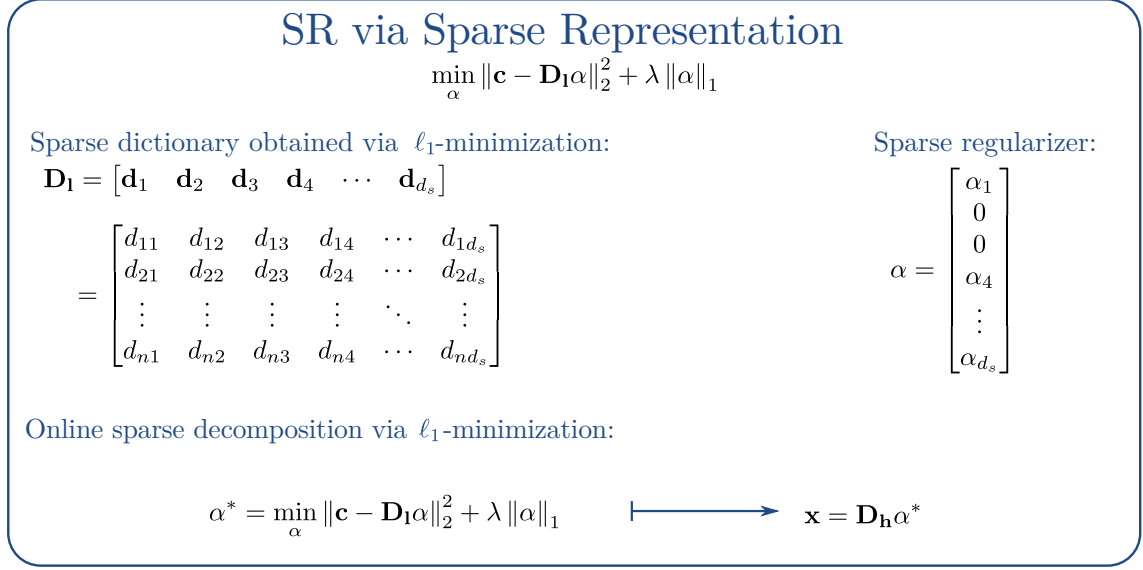 SR via Sparse Representation
min_α ‖c − D_l α‖₂² + λ ‖α‖₁
Sparse dictionary obtained via ℓ₁-minimization:
D_l = [d₁ d₂ d₃ d₄ ⋯ d_{d_s}]
= [d₁₁ d₁₂ d₁₃ d₁₄ ⋯ d_{1d_s}
d₂₁ d₂₂ d₂₃ d₂₄ ⋯ d_{2d_s}
⋮ ⋮ ⋮ ⋮ ⋱ ⋮
d_{n1} d_{n2} d_{n3} d_{n4} ⋯ d_{nd_s}]
Sparse regularizer:
α = [α₁
0
0
α₄
⋮
α_{d_s}]
Online sparse decomposition via ℓ₁-minimization:
α* = min_α ‖c − D_l α‖₂² + λ ‖α‖₁ ↦ x = D_h α*